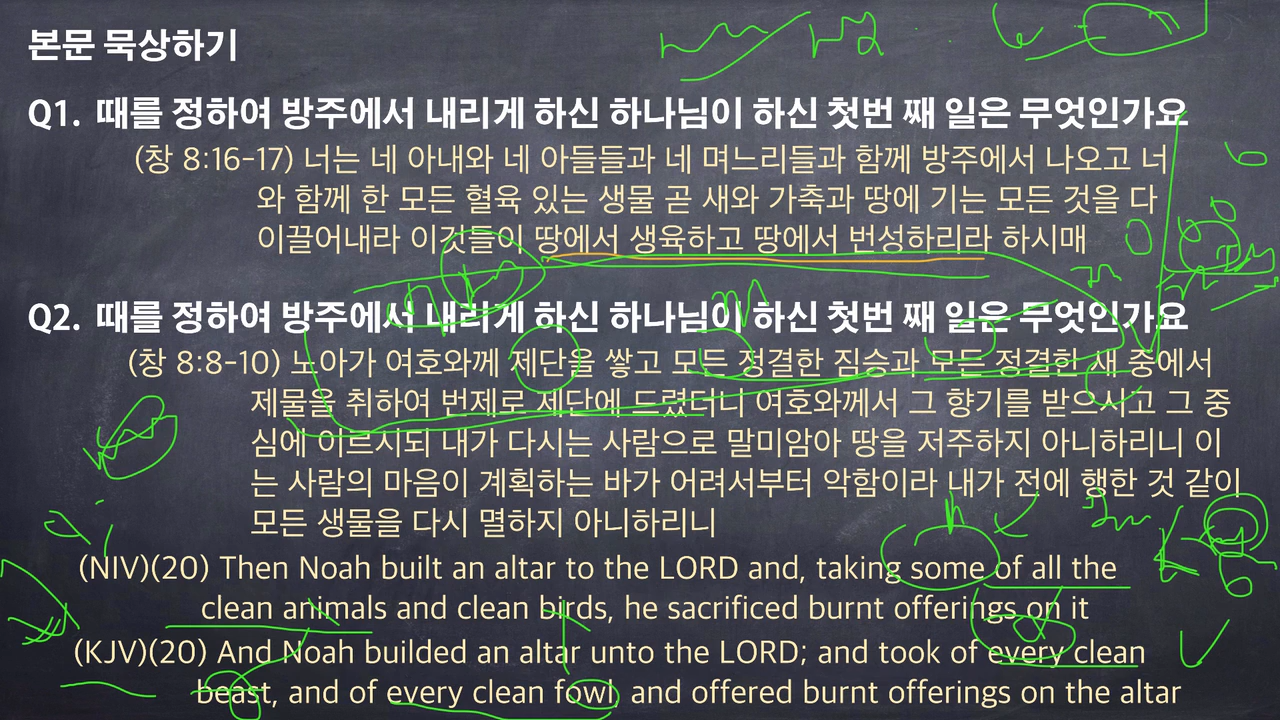 본문 묵상하기
Q1. 때를 정하여 방주에서 내리게 하신 하나님이 하신 첫번 째 일은 무엇인가요
(창 8:16-17) 너는 네 아내와 네 아들들과 네 며느리들과 함께 방주에서 나오고 너
와 함께 한 모든 혈육 있는 생물 곧 새와 가축과 땅에 기는 모든 것을 다
이끌어내라 이것들이 땅에서 생육하고 땅에서 번성하리라 하시매
Q2. 때를 정하여 방주에서 내리게 하신 하나님이 하신 첫번 째 일은 무엇인가요
(창 8:8-10) 노아가 여호와께 제단을 쌓고 모든 정결한 짐승과 모든 정결한 새 중에서
제물을 취하여 번제로 제단에 드렸더니 여호와께서 그 향기를 받으시고 그 중
심에 이르시되 내가 다시는 사람으로 말미암아 땅을 저주하지 아니하리니 이
는 사람의 마음이 계획하는 바가 어려서부터 악함이라 내가 전에 행한 것 같이
모든 생물을 다시 멸하지 아니하리니
(NIV)(20) Then Noah built an altar to the LORD and, taking some of all the
clean animals and clean birds, he sacrificed burnt offerings on it
(KJV)(20) And Noah builded an altar unto the LORD; and took of every clean
beast, and of every clean fowl, and offered burnt offerings on the altar